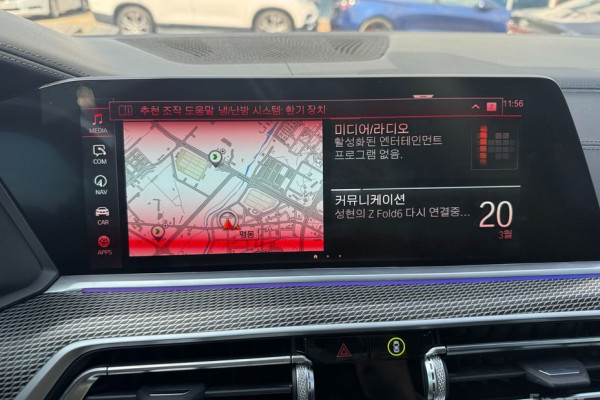 추천 조작 도움말 냉/난방 시스템: 환기 장치
11:56
MEDIA
COM
NAV
CAR
APPS
미디어/라디오
활성화된 엔터테인먼트
프로그램 없음.
커뮤니케이션
성현의 Z Fold6 다시 연결중...
20
3월